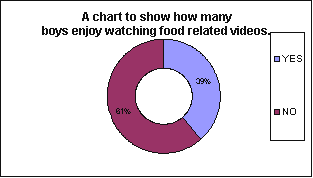 A chart to show how many
boys enjoy watching food related videos.
39%
61%
YES
NO